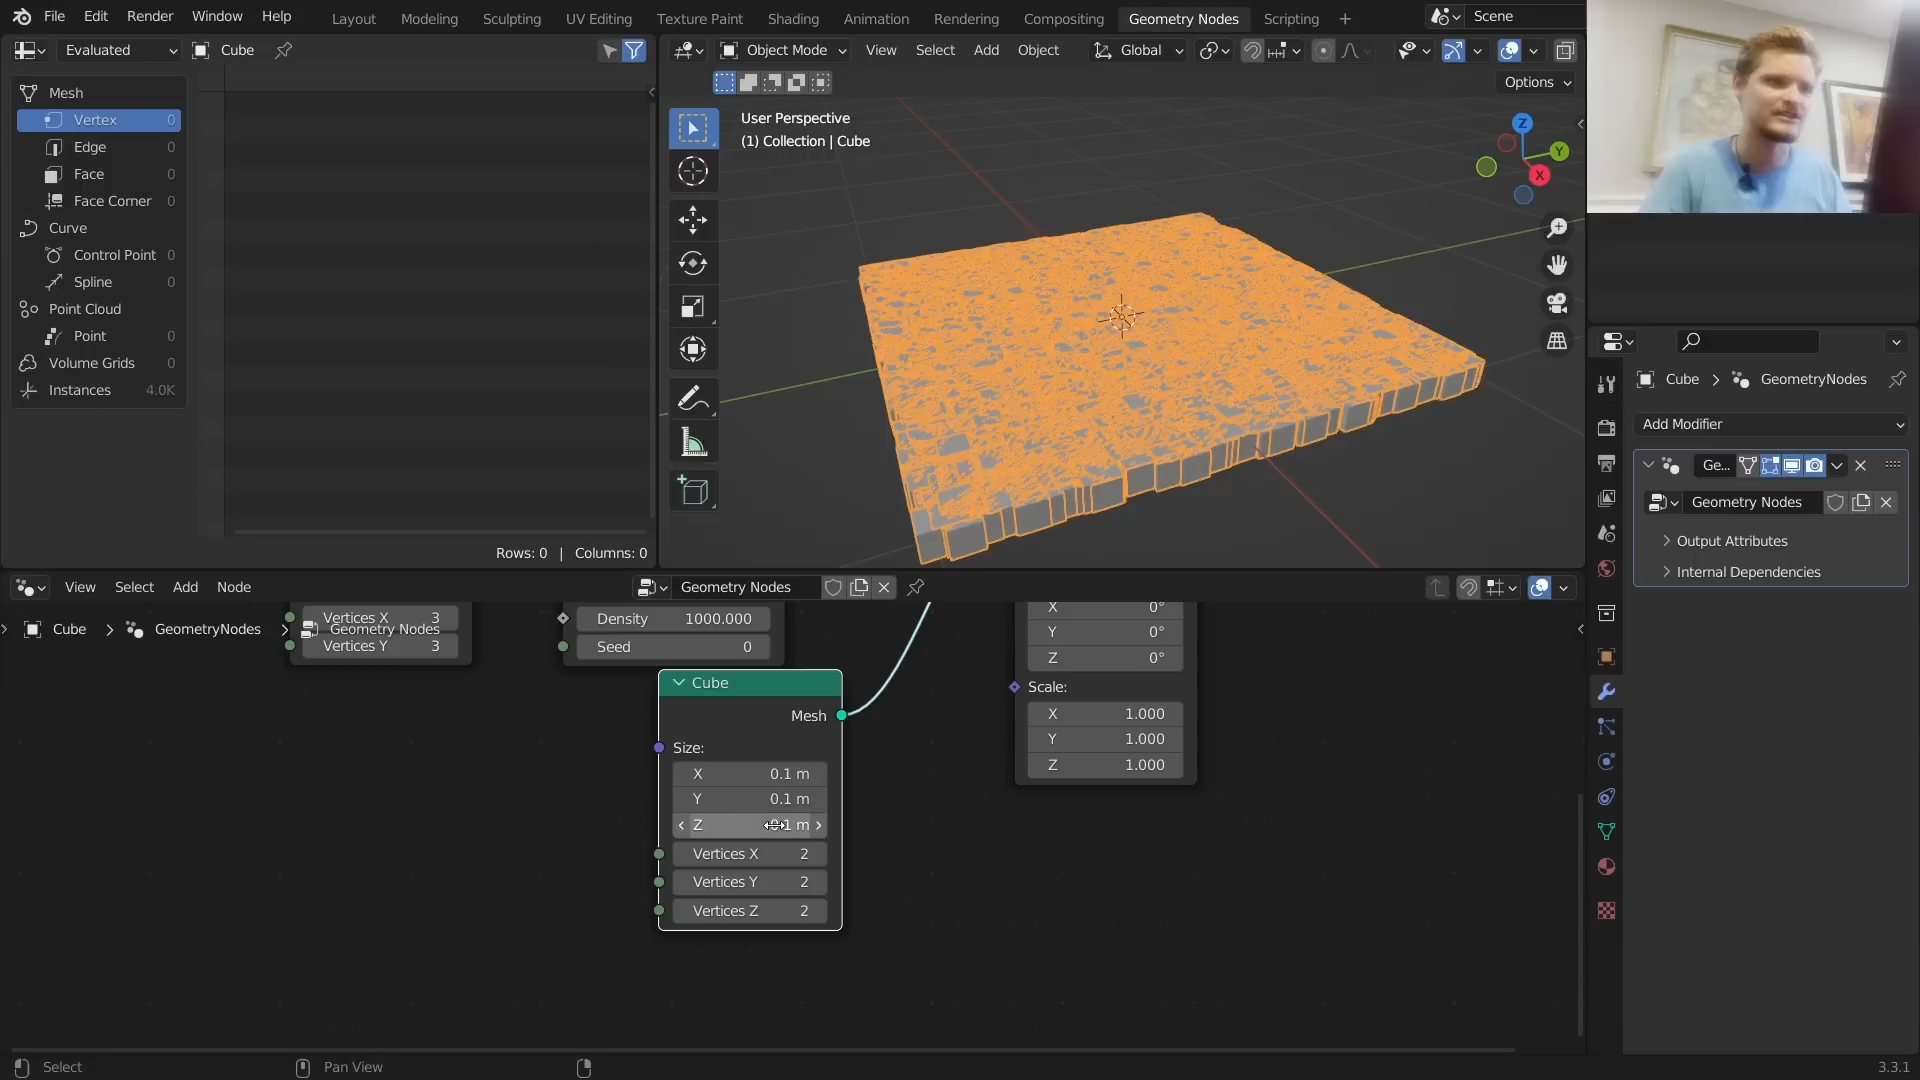 File Edit Render Window Help Layout Modeling Sculpting UV Editing Texture Paint Shading Animation Rendering Compositing Geometry Nodes Scripting + Scene
Evaluated Cube
Object Mode View Select Add Object Global
Options
Mesh
Vertex 0
Edge 0
Face 0
Face Corner 0
Curve
Control Point 0
Spline 0
Point Cloud
Point 0
Volume Grids 0
Instances 4.0K
Rows: 0 | Columns: 0
User Perspective
(1) Collection | Cube
Z
Y
X
View Select Add Node Geometry Nodes
Cube > GeometryNodes > Geometry Nodes
Vertices X 3
Vertices Y 3
Density 1000.000
Seed 0
Cube
Mesh
Size:
X 0.1 m
Y 0.1 m
Z m
Vertices X 2
Vertices Y 2
Vertices Z 2
X 0°
Y 0°
Z 0°
Scale:
X 1.000
Y 1.000
Z 1.000
Cube > GeometryNodes
Add Modifier
Ge...
Geometry Nodes
Output Attributes
Internal Dependencies
Select Pan View 3.3.1